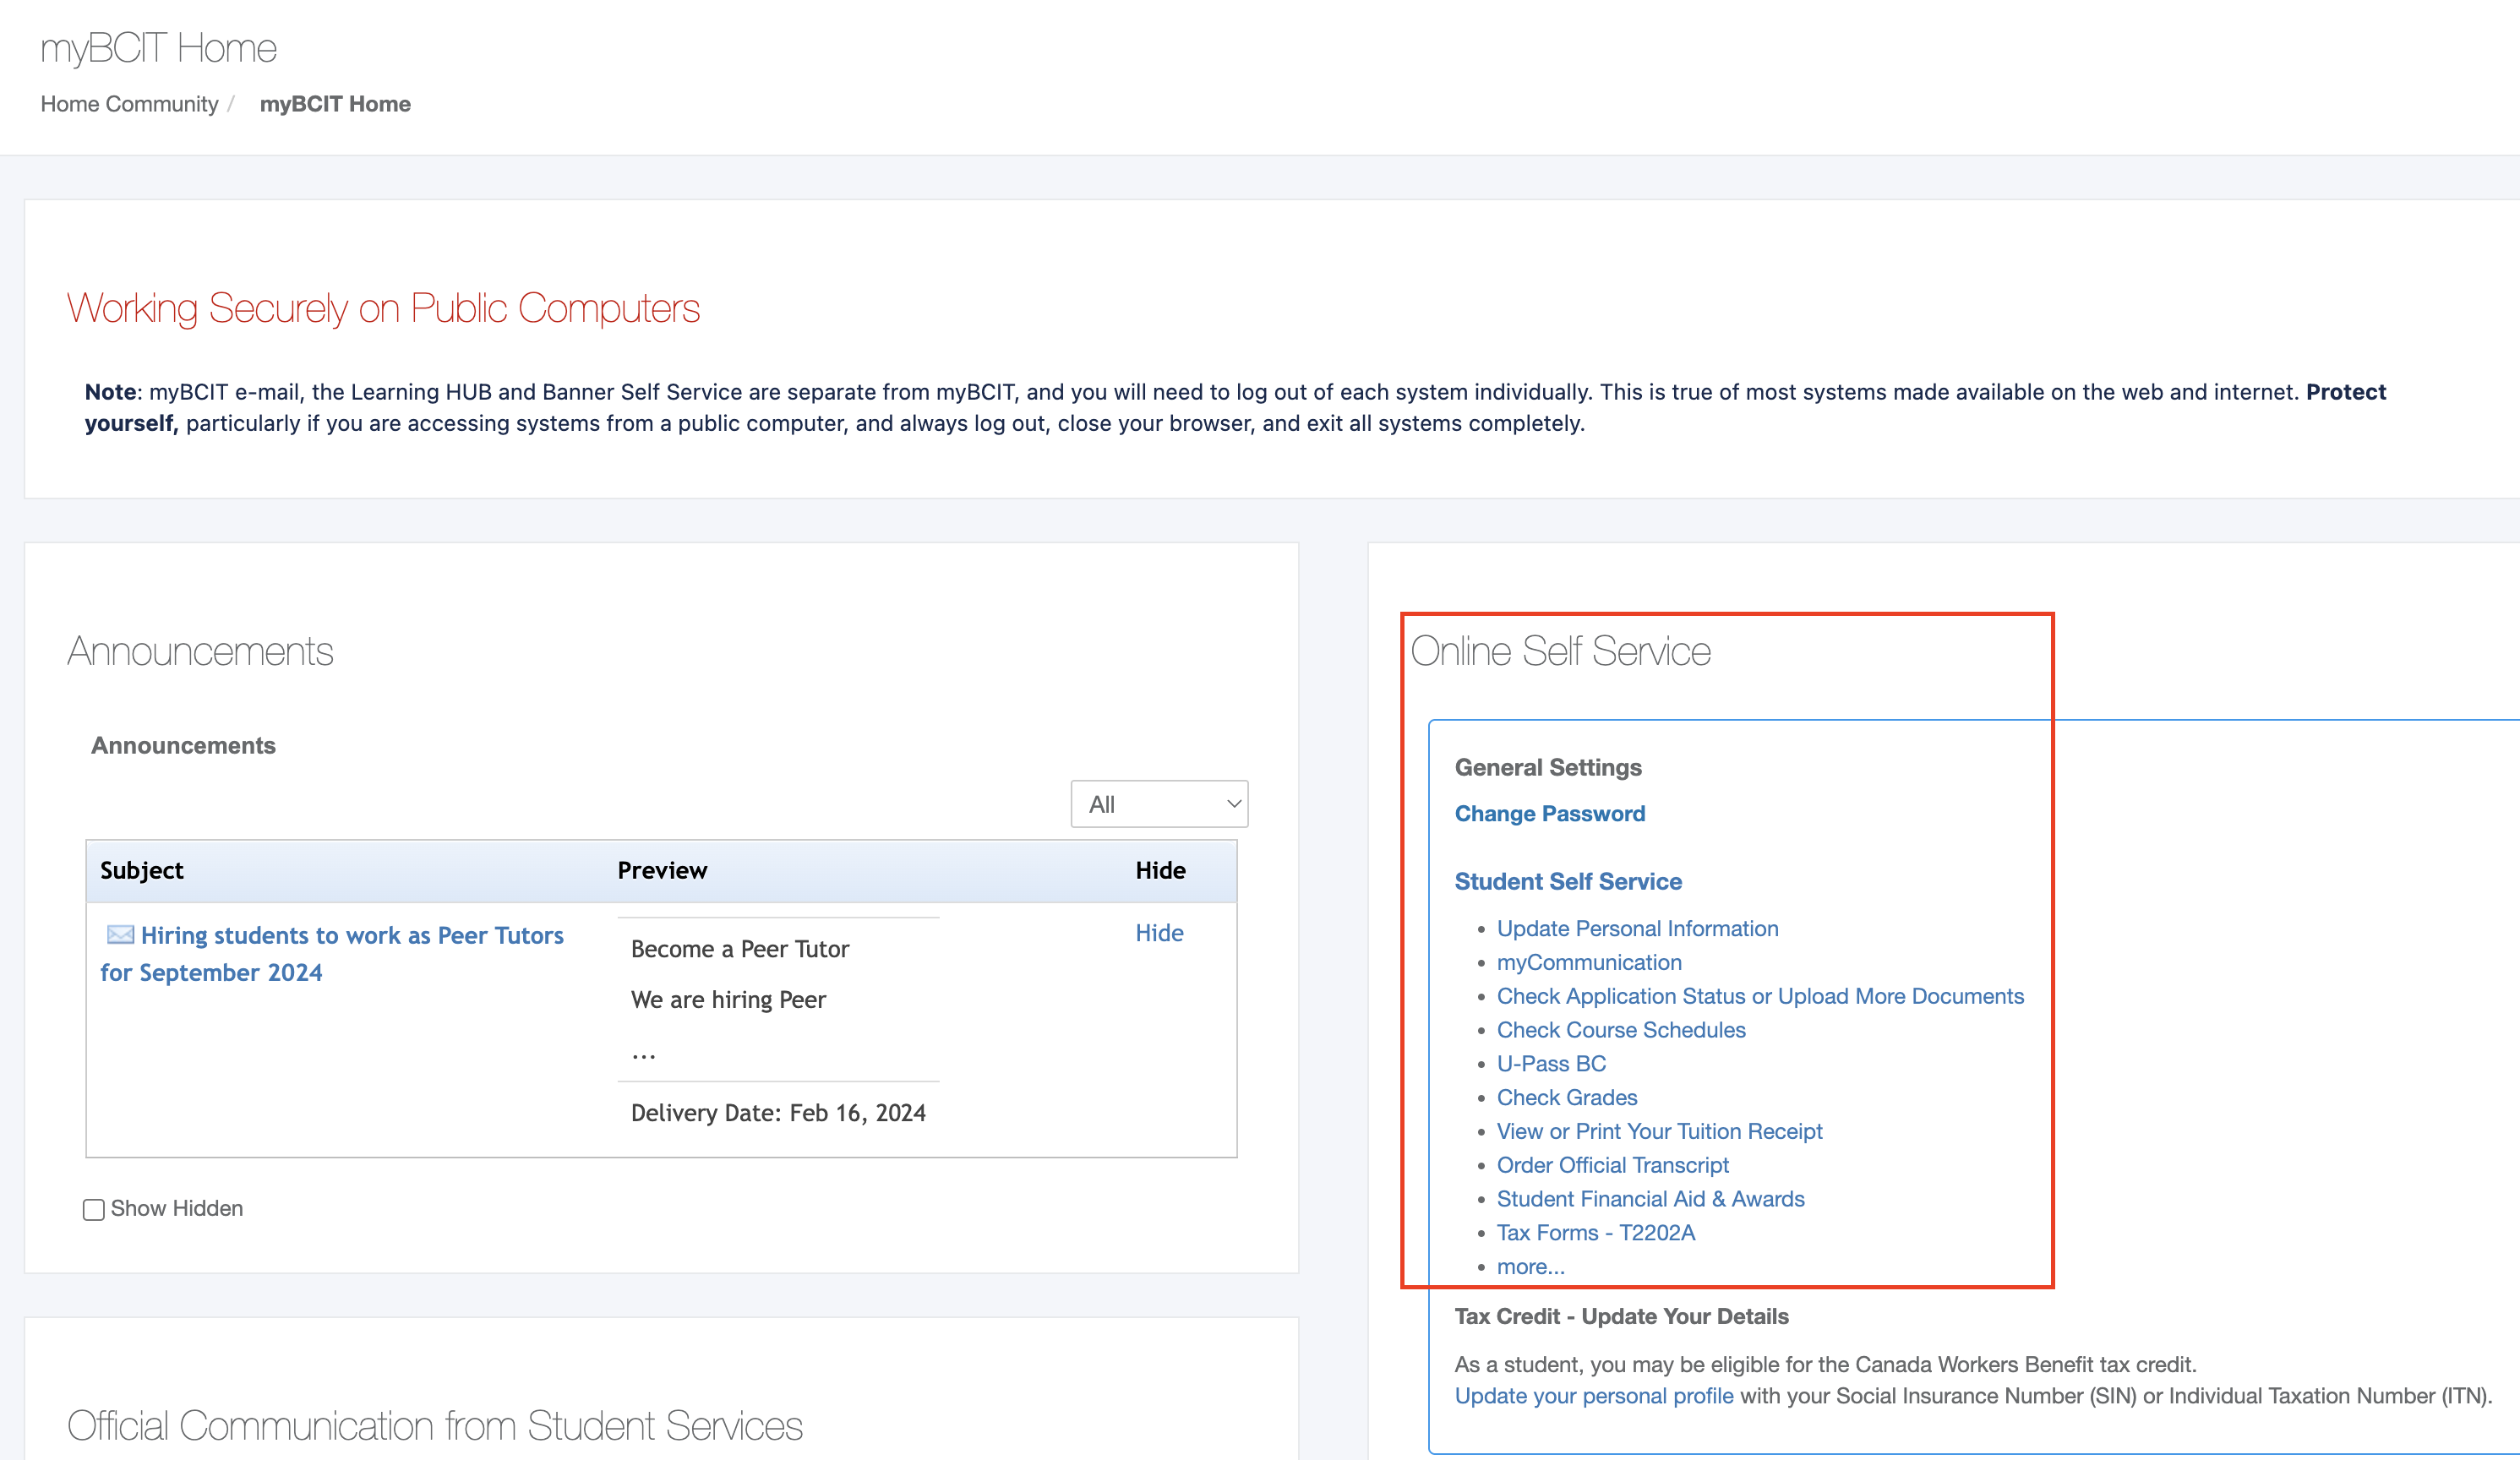 myBCIT Home
Home Community / myBCIT Home
Working Securely on Public Computers
Note: myBCIT e-mail, the Learning HUB and Banner Self Service are separate from myBCIT, and you will need to log out of each system individually. This is true of most systems made available on the web and internet. Protect
yourself, particularly if you are accessing systems from a public computer, and always log out, close your browser, and exit all systems completely.
Announcements
Announcements
All
Subject Preview Hide
Hiring students to work as Peer Tutors
for September 2024
Become a Peer Tutor
We are hiring Peer
...
Delivery Date: Feb 16, 2024
Hide
Show Hidden
Official Communication from Student Services
Online Self Service
General Settings
Change Password
Student Self Service
• Update Personal Information
• myCommunication
• Check Application Status or Upload More Documents
• Check Course Schedules
• U-Pass BC
• Check Grades
• View or Print Your Tuition Receipt
• Order Official Transcript
• Student Financial Aid & Awards
• Tax Forms - T2202A
• more...
Tax Credit - Update Your Details
As a student, you may be eligible for the Canada Workers Benefit tax credit.
Update your personal profile with your Social Insurance Number (SIN) or Individual Taxation Number (ITN).